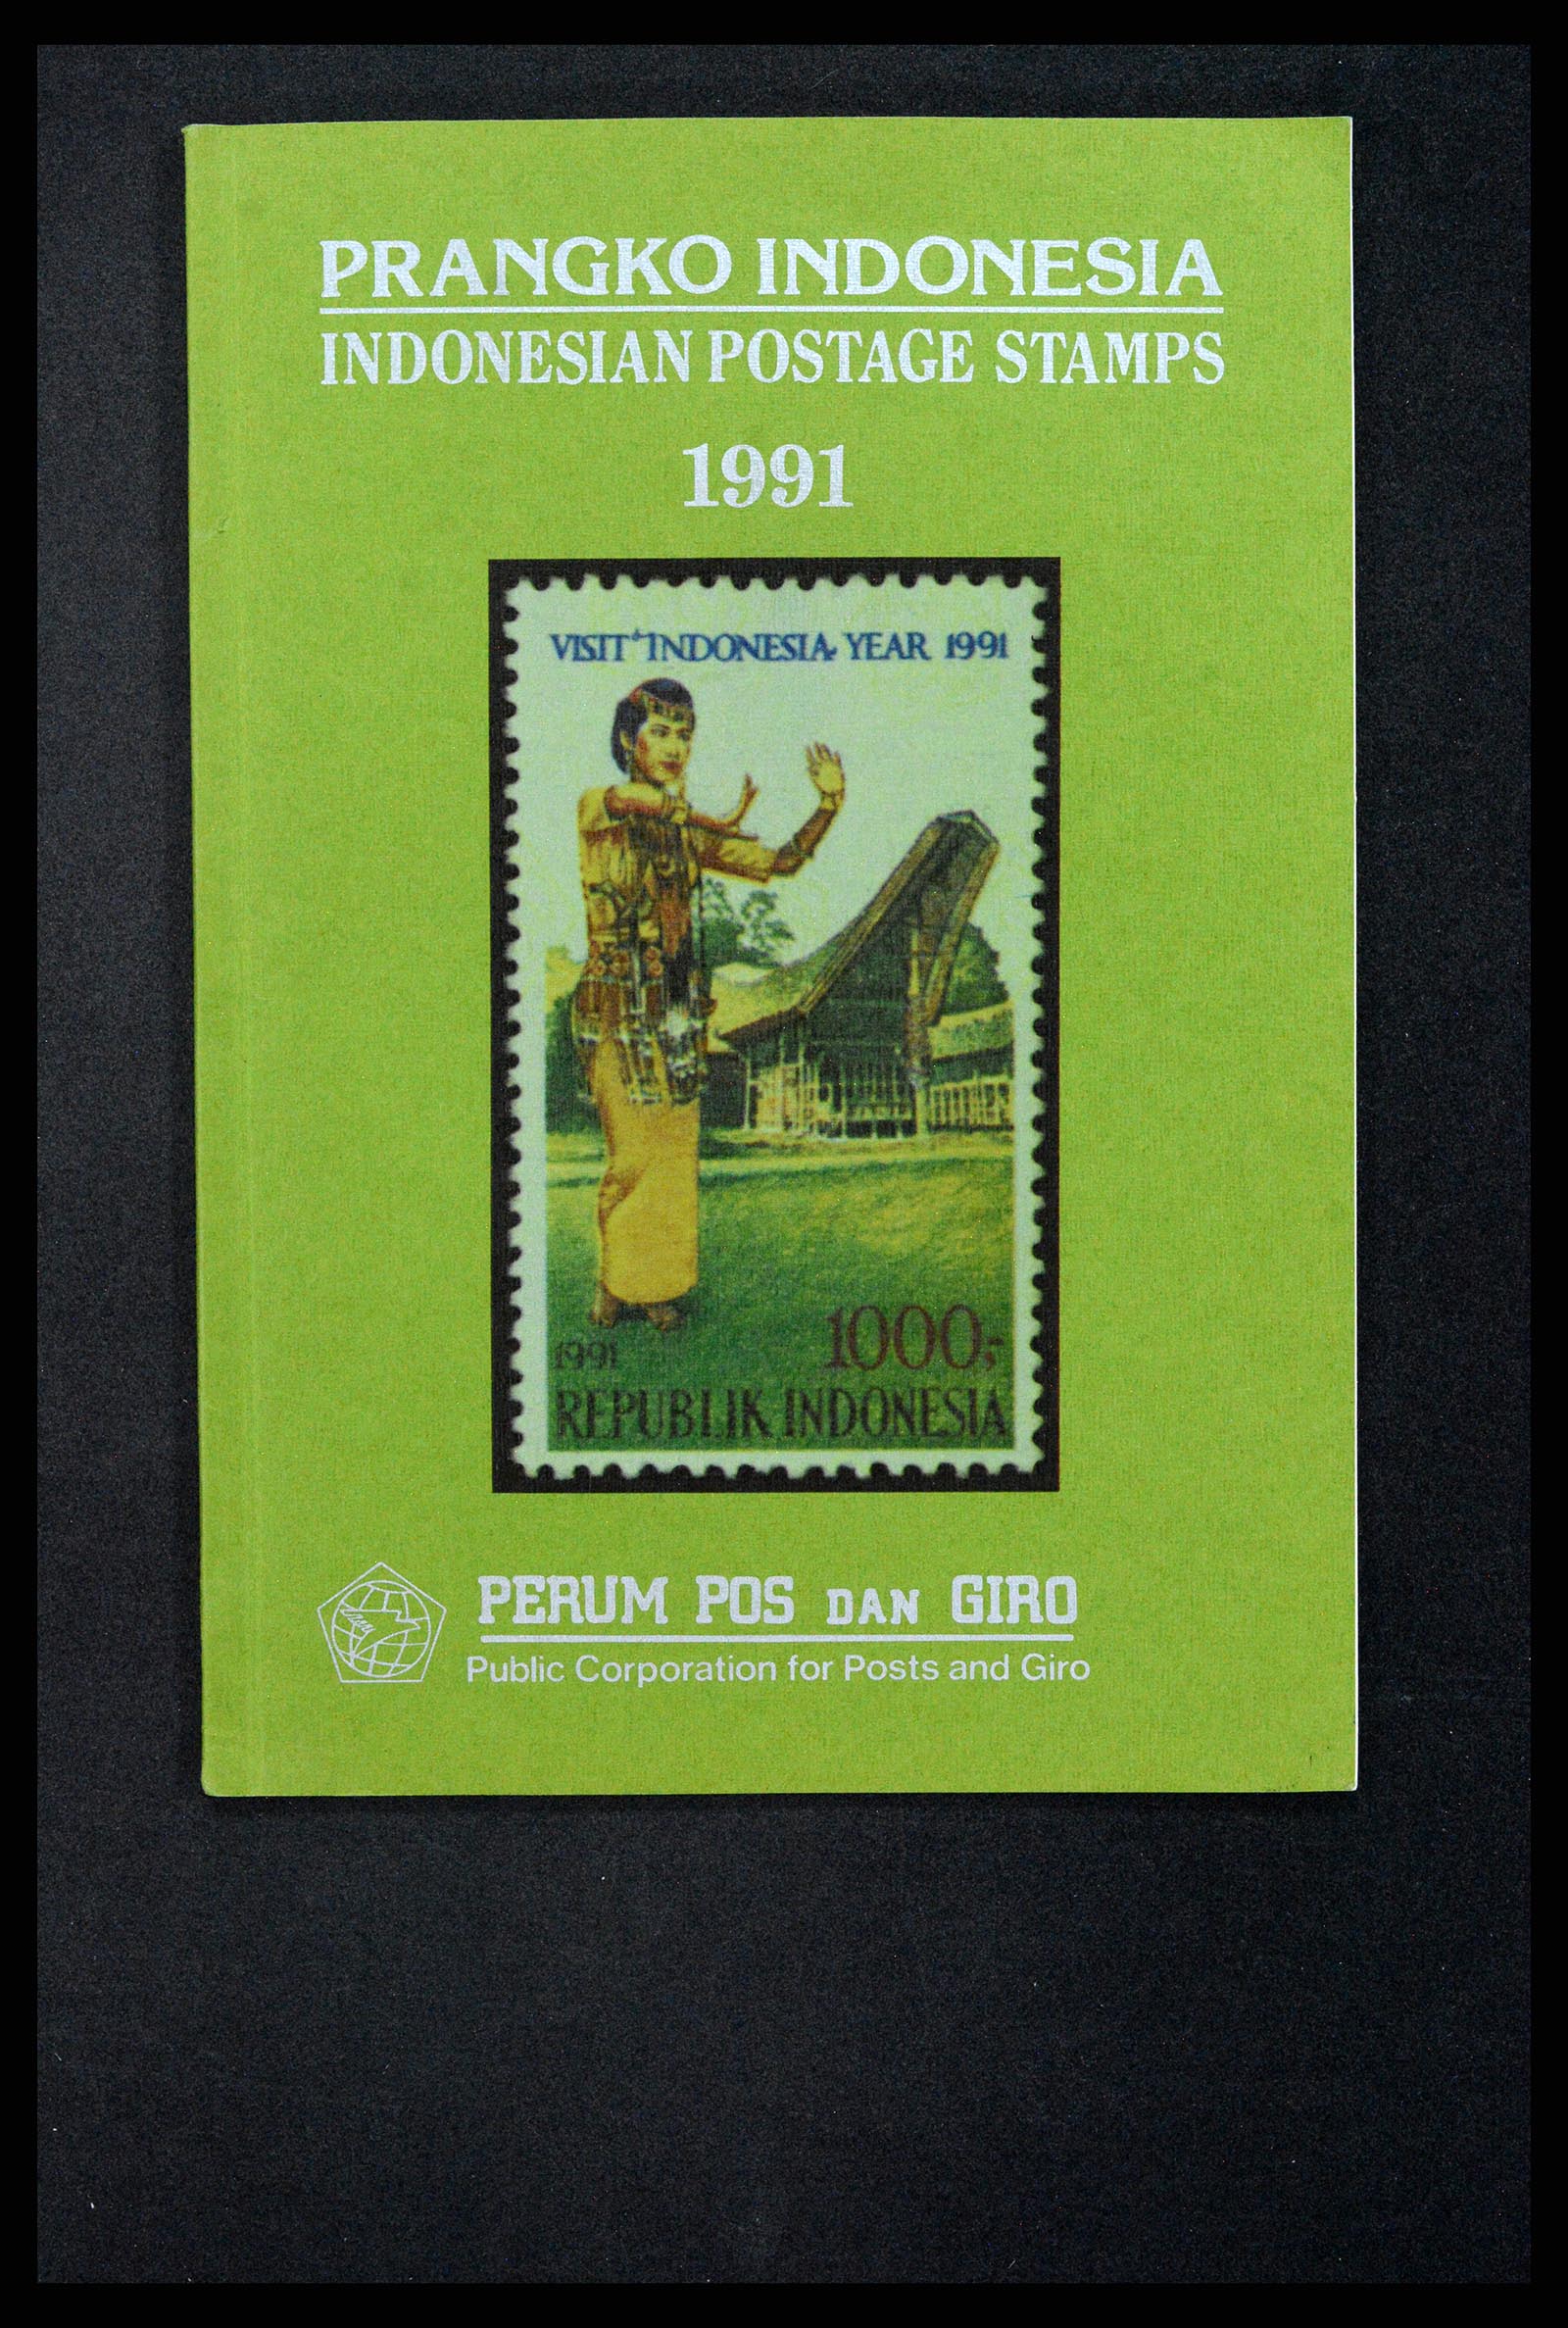 PRANGKO INDONESIA
INDONESIAN POSTAGE STAMPS
1991
VISIT INDONESIA YEAR 1991
1991
1000,-
REPUBLIK INDONESIA
PERUM POS DAN GIRO
Public Corporation for Posts and Giro